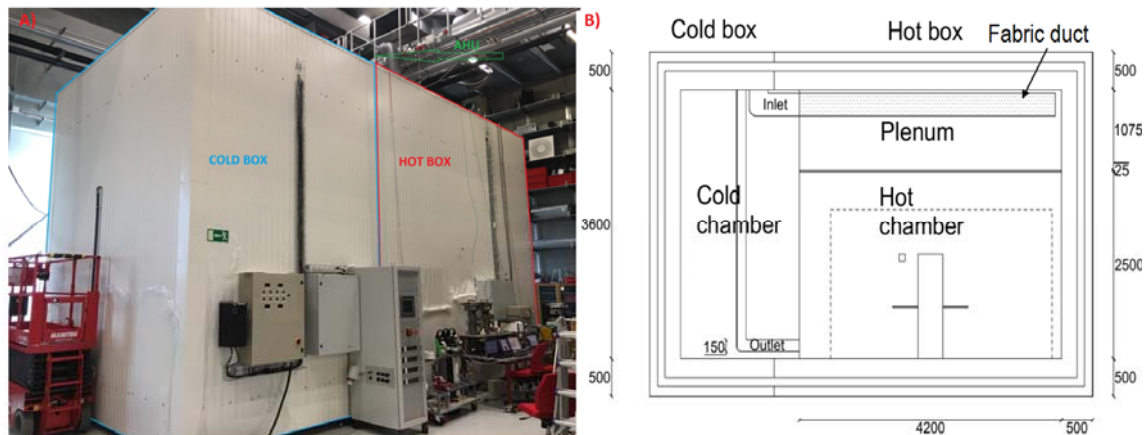 A)
AHU
COLD BOX
HOT BOX
MANITOU
B)
Cold box
Hot box
Fabric duct
500
500
Inlet
Plenum
1075
25
Cold
chamber
Hot
chamber
3600
2500
150
Outlet
500
500
4200
500